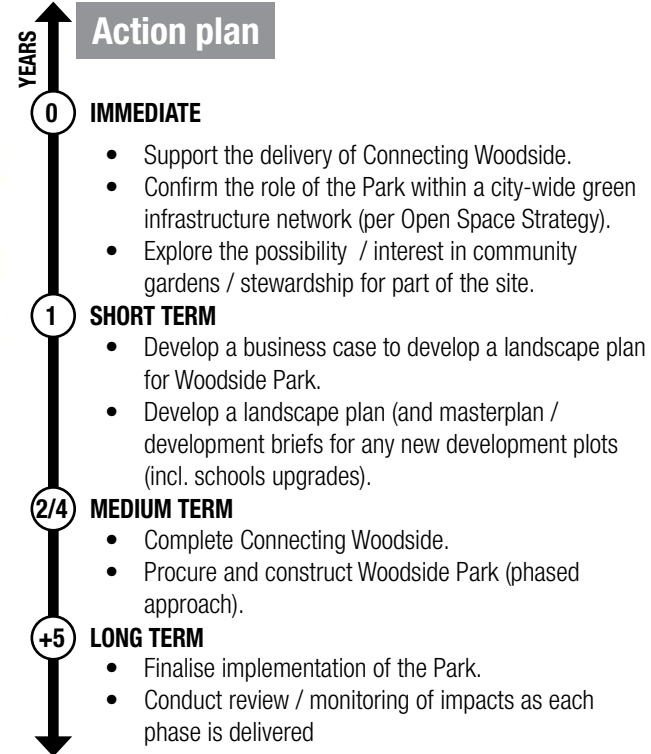 YEARS
Action plan
0 IMMEDIATE
• Support the delivery of Connecting Woodside.
• Confirm the role of the Park within a city-wide green
infrastructure network (per Open Space Strategy).
• Explore the possibility / interest in community
gardens / stewardship for part of the site.
1 SHORT TERM
• Develop a business case to develop a landscape plan
for Woodside Park.
• Develop a landscape plan (and masterplan /
development briefs for any new development plots
(incl. schools upgrades).
2/4 MEDIUM TERM
• Complete Connecting Woodside.
• Procure and construct Woodside Park (phased
approach).
+5 LONG TERM
• Finalise implementation of the Park.
• Conduct review / monitoring of impacts as each
phase is delivered